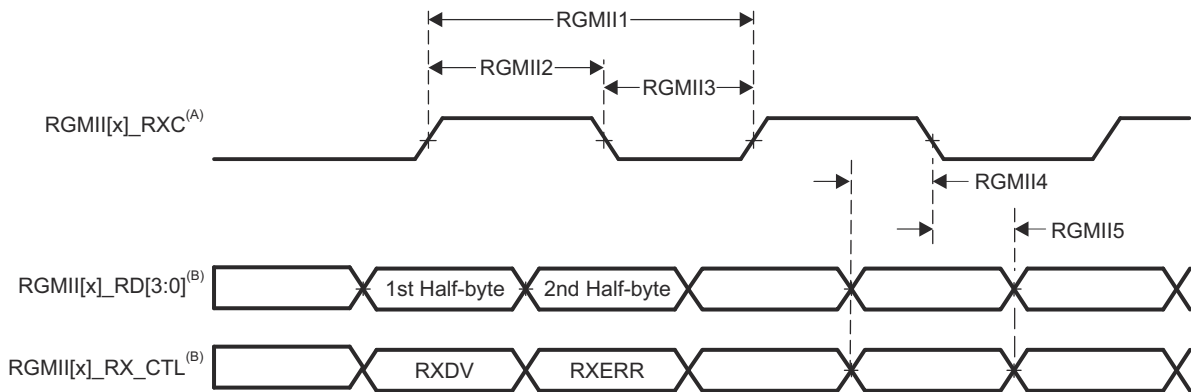 RGMII1
RGMII2
RGMII3
RGMII[x]_RXC(A)
RGMII4
RGMII5
RGMII[x]_RD[3:0](B)
1st Half-byte
2nd Half-byte
RGMII[x]_RX_CTL(B)
RXDV
RXERR